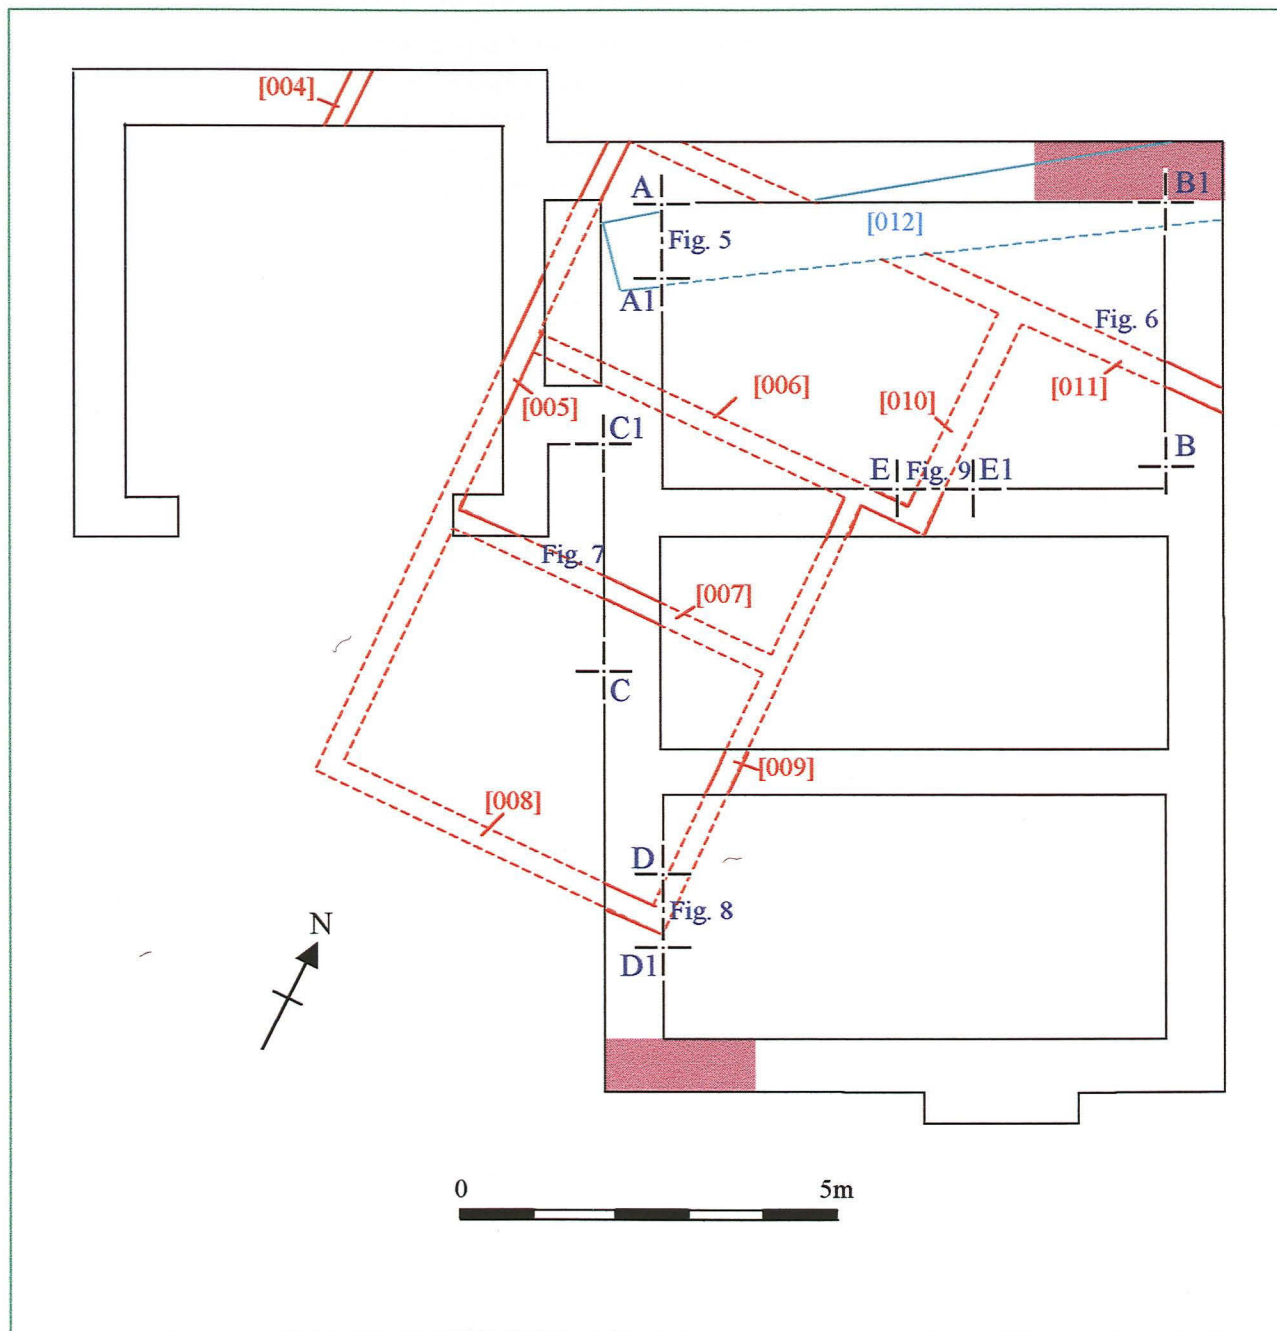 [004]
A
B1
[012]
Fig. 5
A1
Fig. 6
[006]
[011]
[005]
[010]
C1
E
Fig. 9
E1
B
Fig. 7
[007]
C
[009]
[008]
D
Fig. 8
N
D1
0
5m